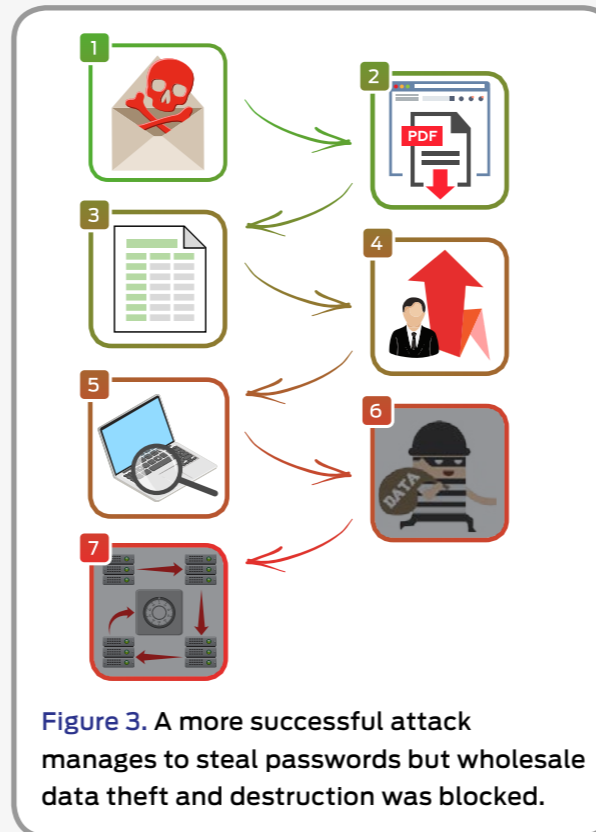 1
2
PDF
3
4
5
6
DATA
7
Figure 3. A more successful attack
manages to steal passwords but wholesale
data theft and destruction was blocked.